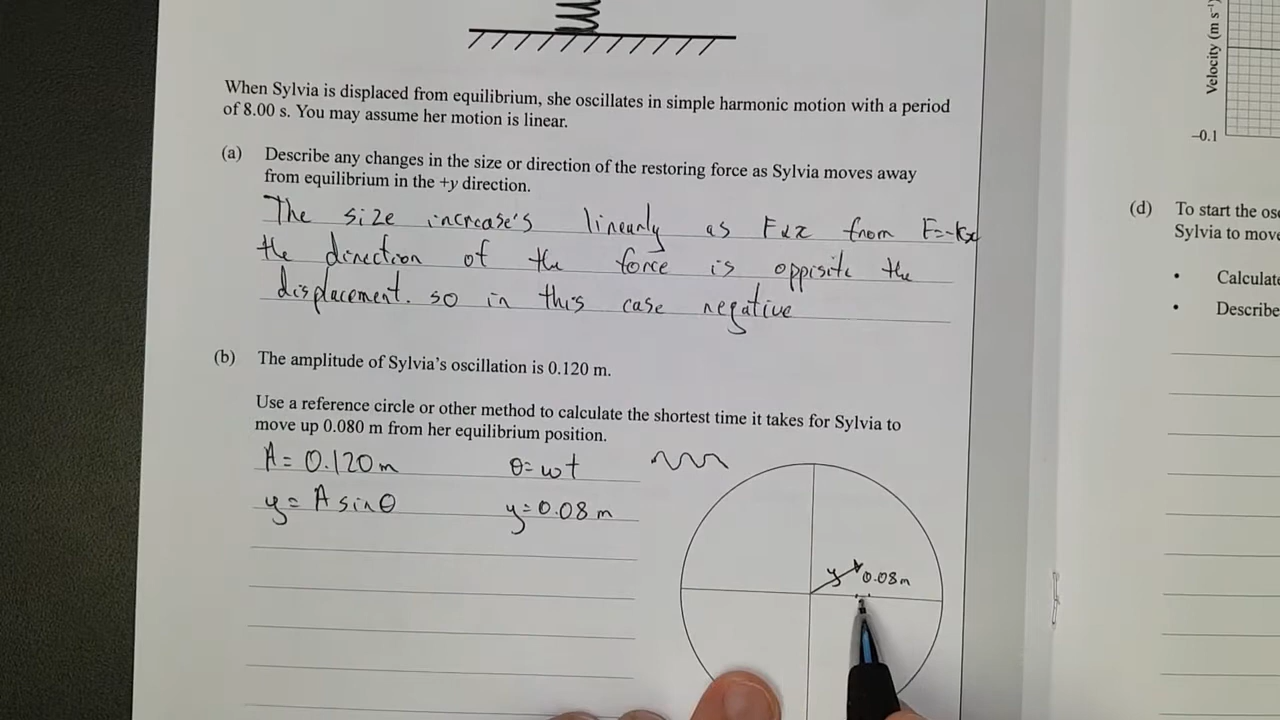 When Sylvia is displaced from equilibrium, she oscillates in simple harmonic motion with a period
of 8.00 s. You may assume her motion is linear.
(a) Describe any changes in the size or direction of the restoring force as Sylvia moves away
from equilibrium in the +y direction.
The size increase's linearly as F α x from F=-kx
the direction of the force is oppisite the
displacement. so in this case negative
(b) The amplitude of Sylvia's oscillation is 0.120 m.
Use a reference circle or other method to calculate the shortest time it takes for Sylvia to
move up 0.080 m from her equilibrium position.
A = 0.120m θ=ωt
y= A sinθ y=0.08 m
y 0.08m
Velocity (m s⁻¹)
–0.1
(d) To start the
Sylvia to move
• Calculate
• Describe